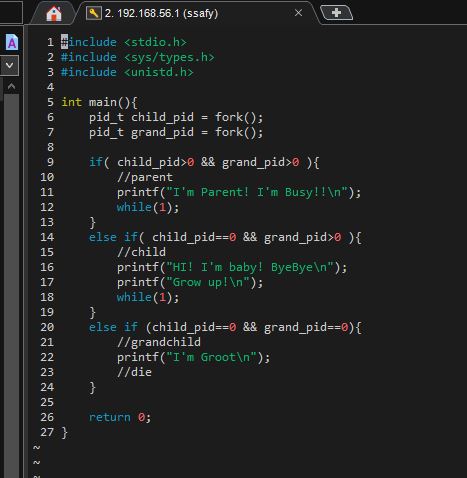 2. 192.168.56.1 (ssafy)
A
1 #include <stdio.h>
2 #include <sys/types.h>
3 #include <unistd.h>
4
5 int main(){
6     pid_t child_pid = fork();
7     pid_t grand_pid = fork();
8
9     if( child_pid>0 && grand_pid>0 ){
10         //parent
11         printf("I'm Parent! I'm Busy!!\n");
12         while(1);
13     }
14     else if( child_pid==0 && grand_pid>0 ){
15         //child
16         printf("HI! I'm baby! ByeBye\n");
17         printf("Grow up!\n");
18         while(1);
19     }
20     else if (child_pid==0 && grand_pid==0){
21         //grandchild
22         printf("I'm Groot\n");
23         //die
24     }
25
26     return 0;
27 }
~
~
~